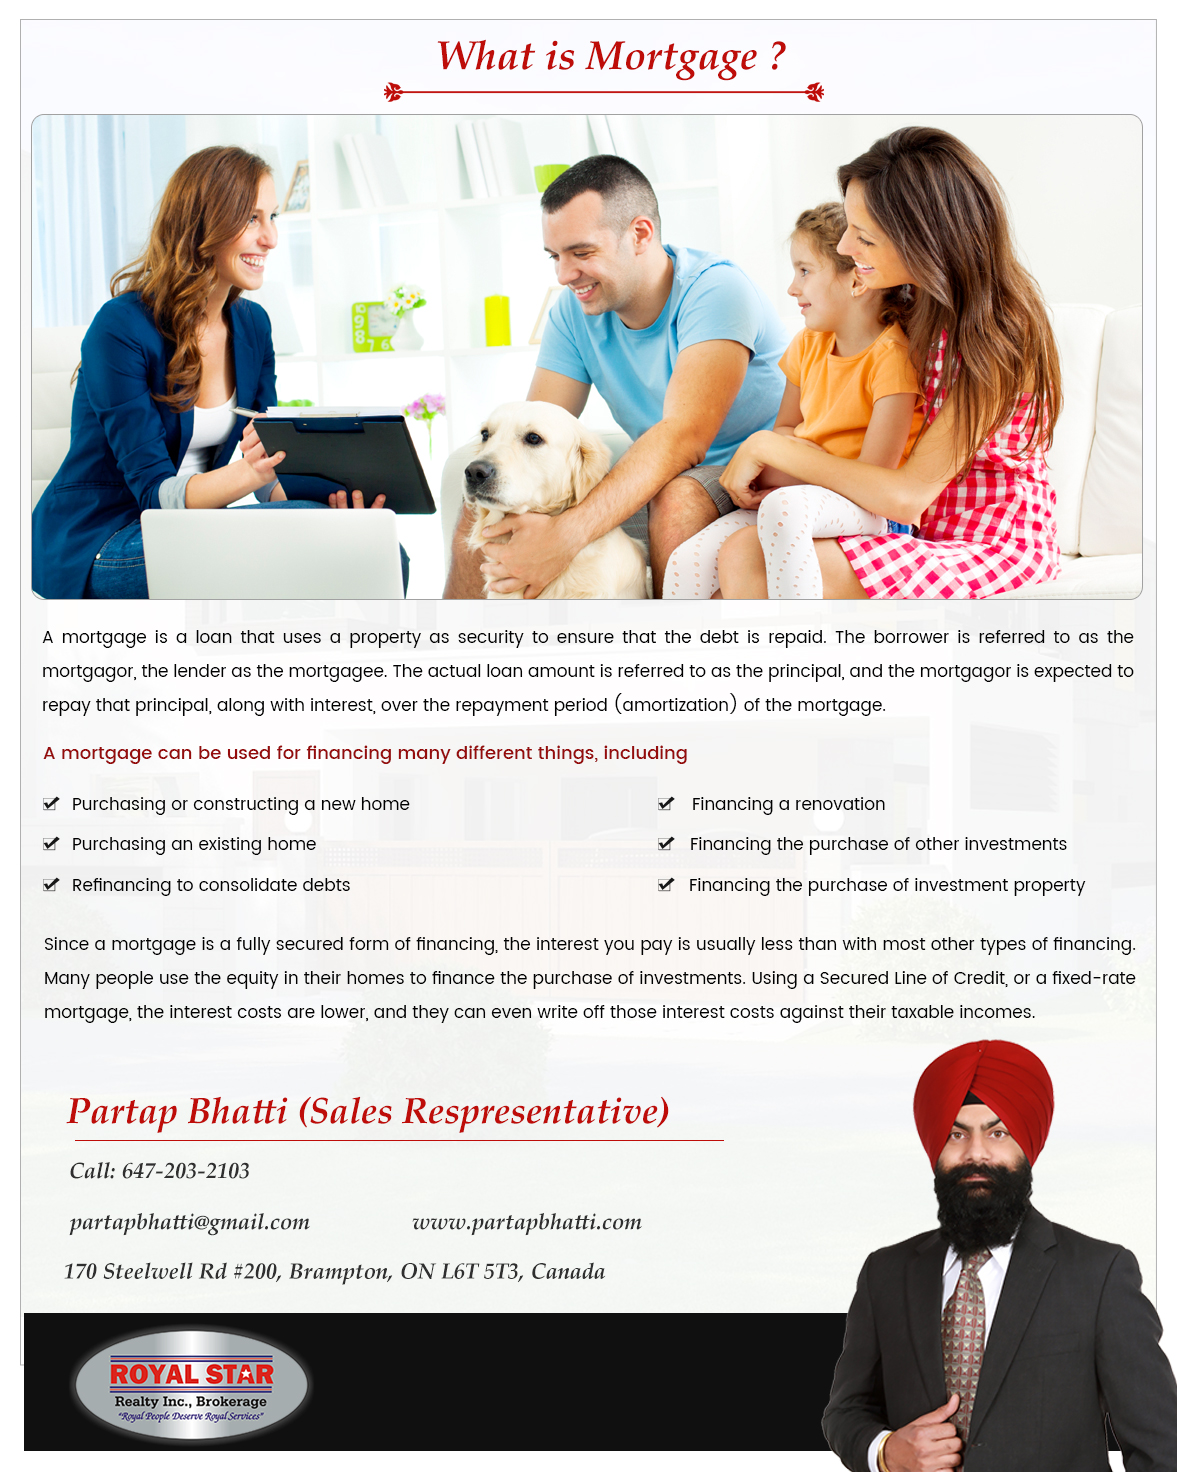 What is Mortgage ?
A mortgage is a loan that uses a property as security to ensure that the debt is repaid. The borrower is referred to as the
mortgagor, the lender as the mortgagee. The actual loan amount is referred to as the principal, and the mortgagor is expected to
repay that principal, along with interest, over the repayment period (amortization) of the mortgage.
A mortgage can be used for financing many different things, including
Purchasing or constructing a new home
Financing a renovation
Purchasing an existing home
Financing the purchase of other investments
Refinancing to consolidate debts
Financing the purchase of investment property
Since a mortgage is a fully secured form of financing, the interest you pay is usually less than with most other types of financing.
Many people use the equity in their homes to finance the purchase of investments. Using a Secured Line of Credit, or a fixed-rate
mortgage, the interest costs are lower, and they can even write off those interest costs against their taxable incomes.
Partap Bhatti (Sales Respresentative)
Call: 647-203-2103
partapbhatti@gmail.com www.partapbhatti.com
170 Steelwell Rd #200, Brampton, ON L6T 5T3, Canada
ROYAL STAR
Realty Inc., Brokerage
"Royal People Deserve Royal Services"